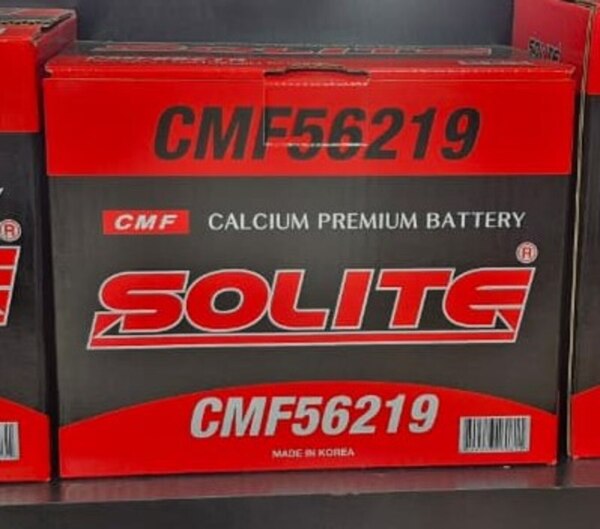 CMF56219
CMF CALCIUM PREMIUM BATTERY
SOLITE ®
CMF56219
MADE IN KOREA